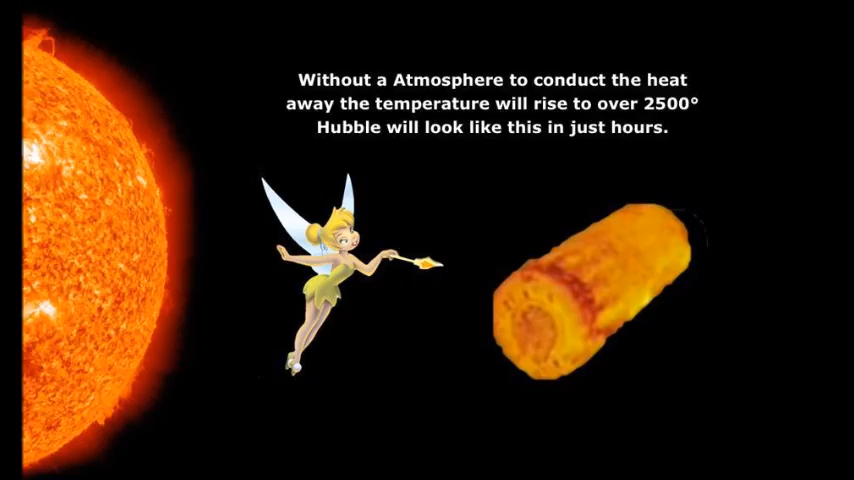 Without a Atmosphere to conduct the heat
away the temperature will rise to over 2500°
Hubble will look like this in just hours.